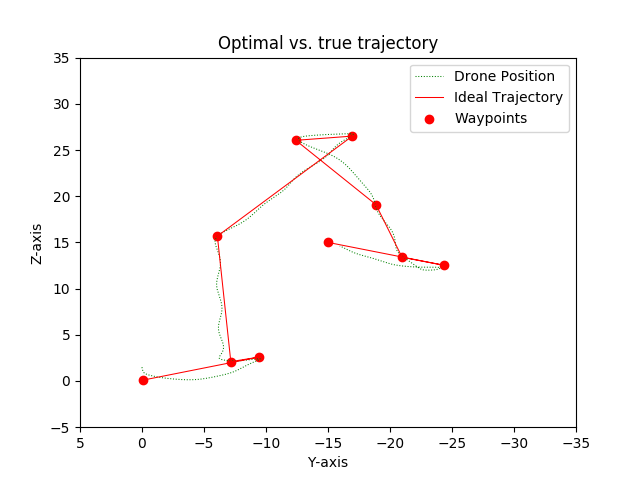 Optimal vs. true trajectory
Drone Position
Ideal Trajectory
Waypoints
Z-axis
35
30
25
20
15
10
5
0
−5
5 0 −5 −10 −15 −20 −25 −30 −35
Y-axis